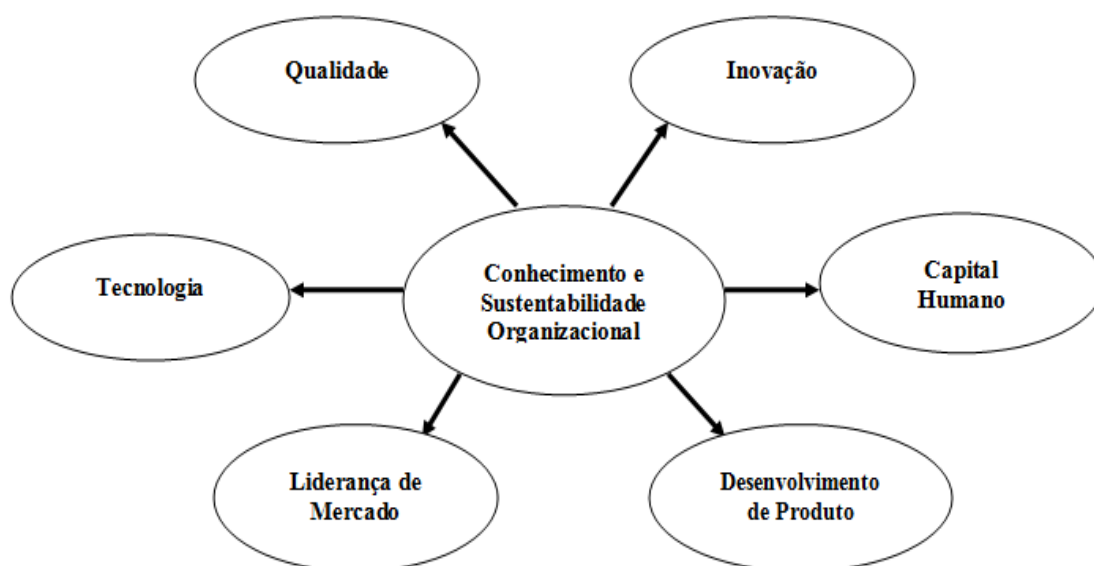 Qualidade
Inovação
Conhecimento e
Sustentabilidade
Organizacional
Tecnologia
Capital
Humano
Liderança de
Mercado
Desenvolvimento
de Produto